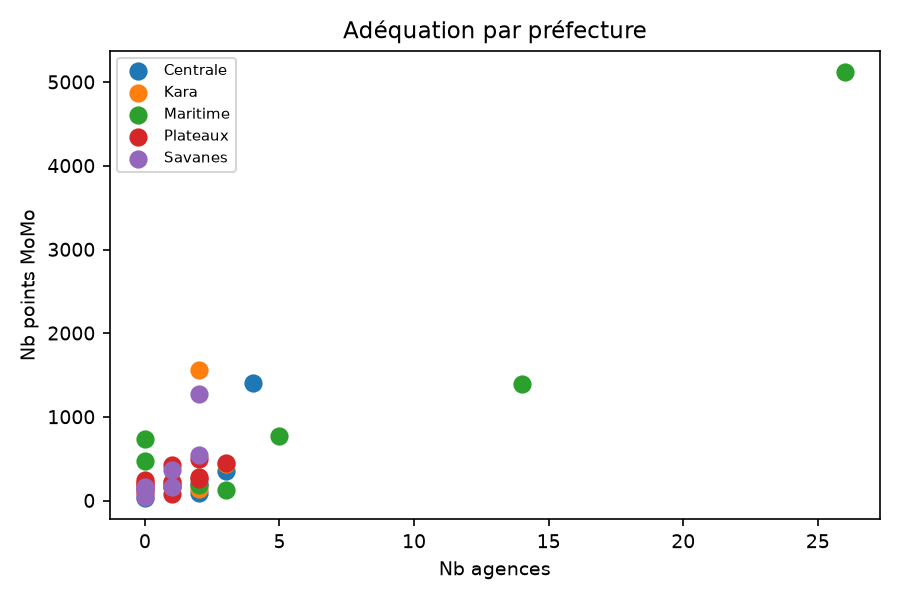 Adéquation par préfecture
Centrale
Kara
Maritime
Plateaux
Savanes
5000
4000
3000
2000
1000
0
Nb points MoMo
0 5 10 15 20 25
Nb agences